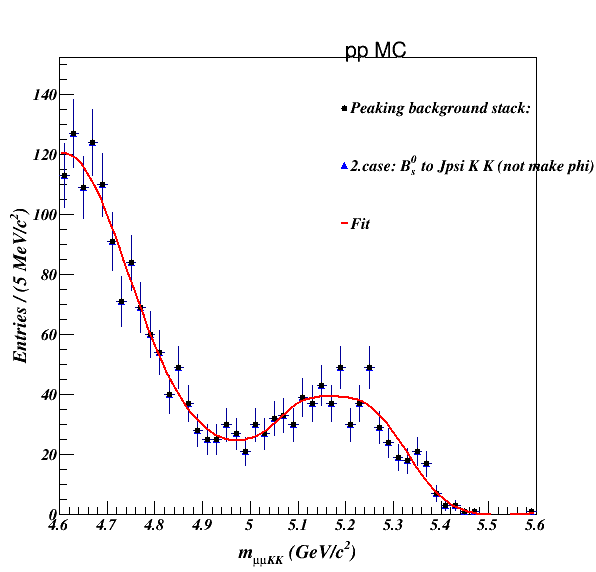 pp MC
Peaking background stack:
2.case: B_s^0 to Jpsi K K (not make phi)
Fit
Entries / (5 MeV/c^2)
140
120
100
80
60
40
20
0
4.6 4.7 4.8 4.9 5 5.1 5.2 5.3 5.4 5.5 5.6
m_μμKK (GeV/c^2)